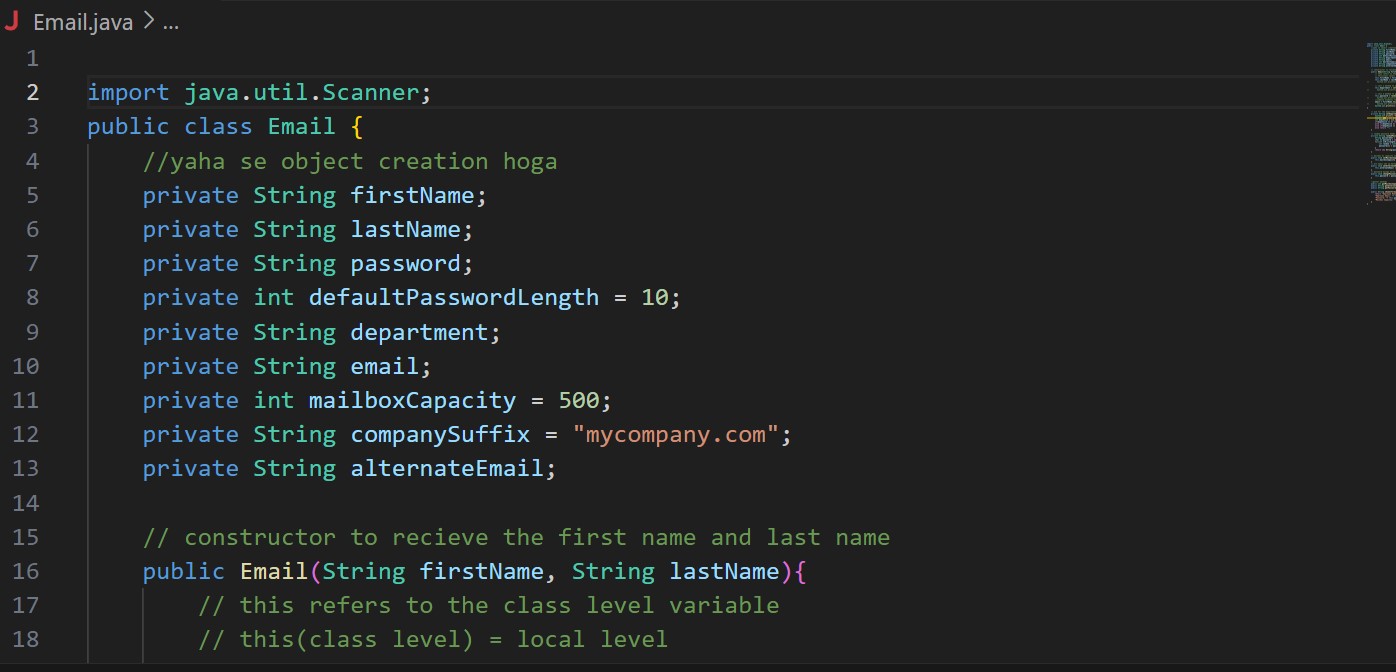 J Email.java > ...
1
2 import java.util.Scanner;
3 public class Email {
4 //yaha se object creation hoga
5 private String firstName;
6 private String lastName;
7 private String password;
8 private int defaultPasswordLength = 10;
9 private String department;
10 private String email;
11 private int mailboxCapacity = 500;
12 private String companySuffix = "mycompany.com";
13 private String alternateEmail;
14
15 // constructor to recieve the first name and last name
16 public Email(String firstName, String lastName){
17 // this refers to the class level variable
18 // this(class level) = local level